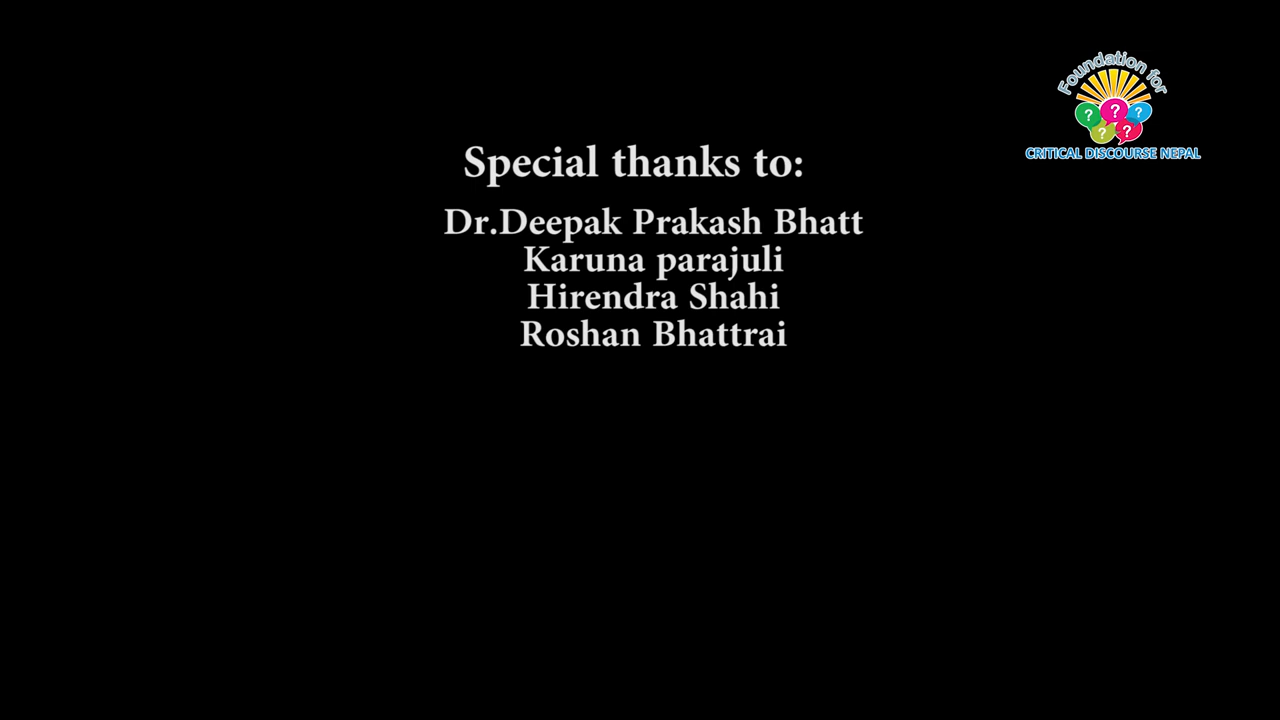 Foundation for
? ? ?
? ?
CRITICAL DISCOURSE NEPAL
Special thanks to:
Dr.Deepak Prakash Bhatt
Karuna parajuli
Hirendra Shahi
Roshan Bhattrai